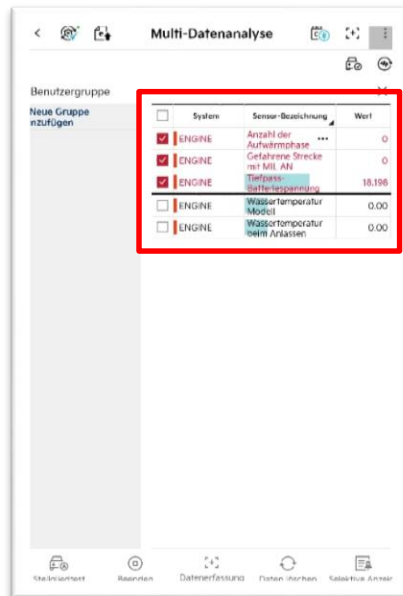 Multi-Datenanalyse
Benutzergruppe
Neue Gruppe
nzufügen
System Sensor-Bezeichnung Wert
ENGINE Anzahl der
Aufwärmphase ... 0
ENGINE Gefahrene Strecke
mit MIL AN 0
ENGINE Tiefpass-
Batteriespannung 18,198
ENGINE Wassertemperatur
Modell 0.00
ENGINE Wassertemperatur
beim Anlassen 0.00
Stellgliedtest Beenden Datenerfassung Daten löschen Selektive Anzeig